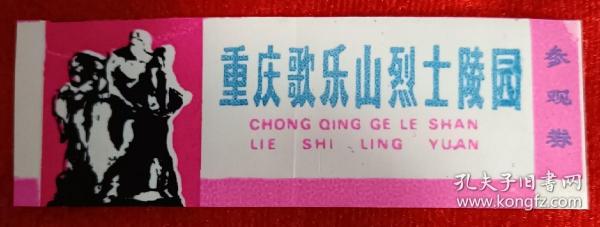 重庆歌乐山烈士陵园
CHONG QING GE LE SHAN
LIE SHI LING YUAN
参观券
孔夫子旧书网
www.kongfz.com